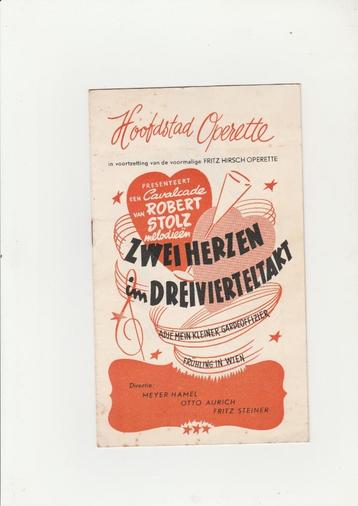 Hoofdstad Operette
in voortzetting van de voormalige FRITZ HIRSCH OPERETTE
PRESENTEERT
EEN Cavalcade
VAN ROBERT
STOLZ
melodieën
ZWEI HERZEN
im DREIVIERTELTAKT
ADIE MEIN KLEINER GARDEOFFIZIER
FRUHLING IN WIEN
Directie:
MEYER HAMEL
OTTO AURICH
FRITZ STEINER